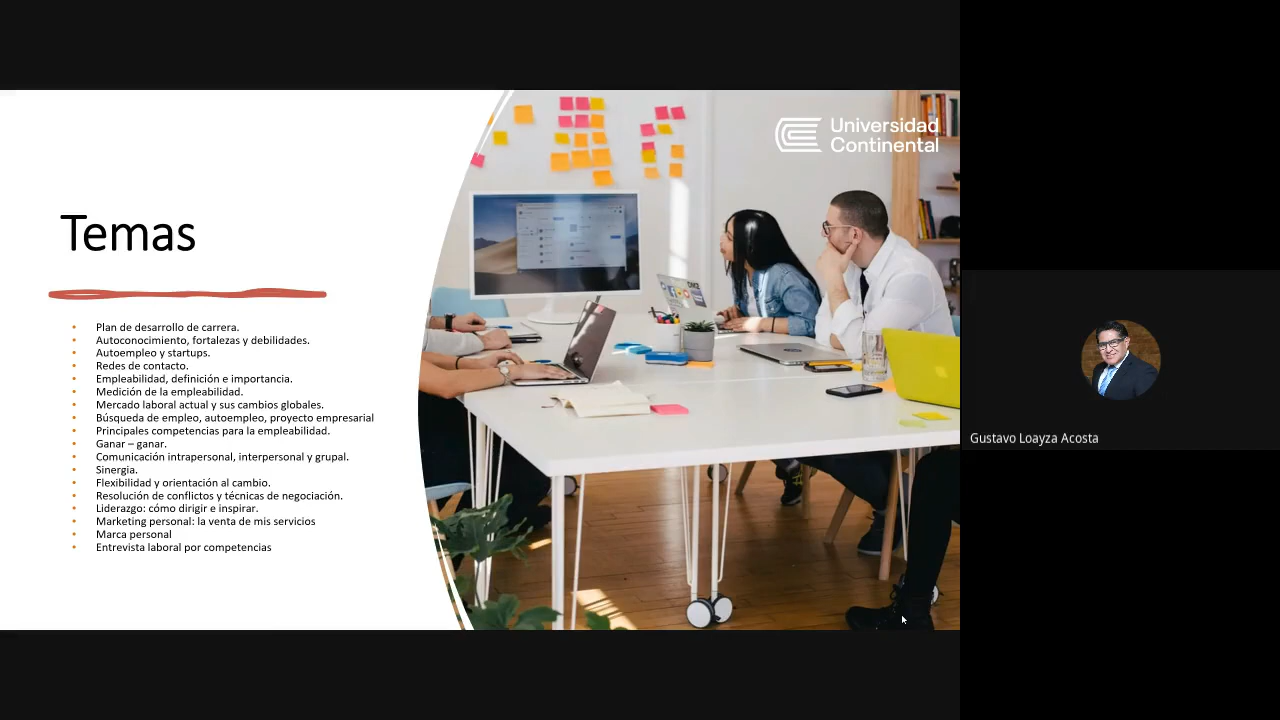 Universidad
Continental
Temas
• Plan de desarrollo de carrera.
• Autoconocimiento, fortalezas y debilidades.
• Autoempleo y startups.
• Redes de contacto.
• Empleabilidad, definición e importancia.
• Medición de la empleabilidad.
• Mercado laboral actual y sus cambios globales.
• Búsqueda de empleo, autoempleo, proyecto empresarial
• Principales competencias para la empleabilidad.
• Ganar – ganar.
• Comunicación intrapersonal, interpersonal y grupal.
• Sinergia.
• Flexibilidad y orientación al cambio.
• Resolución de conflictos y técnicas de negociación.
• Liderazgo: cómo dirigir e inspirar.
• Marketing personal: la venta de mis servicios
• Marca personal
• Entrevista laboral por competencias
Gustavo Loayza Acosta